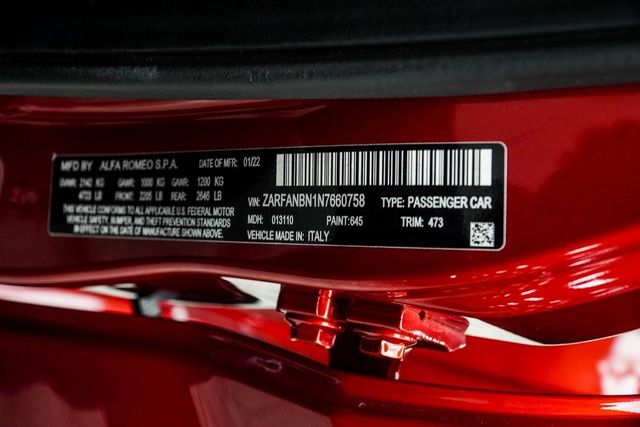 MFD BY ALFA ROMEO S.P.A. DATE OF MFR: 01/22
GVWR: 2142 KG GAWR: 1000 KG GAWR: 1200 KG
4723 LB FRONT: 2205 LB REAR: 2646 LB
THIS VEHICLE CONFORMS TO ALL APPLICABLE U.S. FEDERAL MOTOR
VEHICLE SAFETY, BUMPER, AND THEFT PREVENTION STANDARDS
IN EFFECT ON THE DATE OF MANUFACTURE SHOWN ABOVE.
VIN: ZARFANBN1N7660758 TYPE: PASSENGER CAR
MDH: 013110 PAINT: 645 TRIM: 473
VEHICLE MADE IN: ITALY